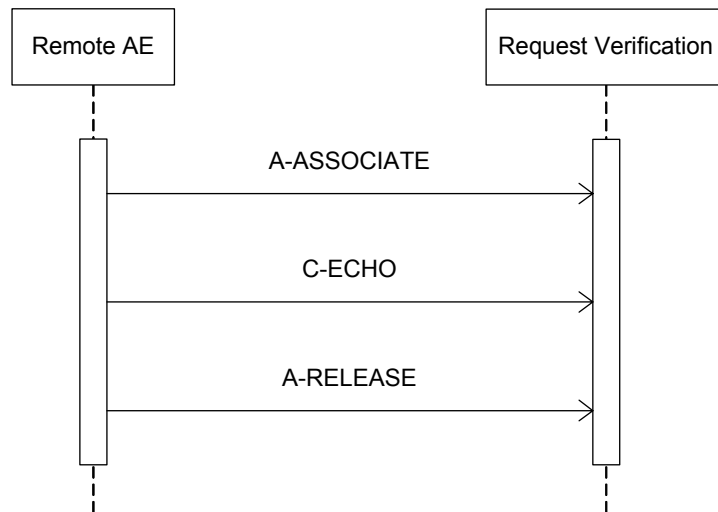 Remote AE
Request Verification
A-ASSOCIATE
C-ECHO
A-RELEASE